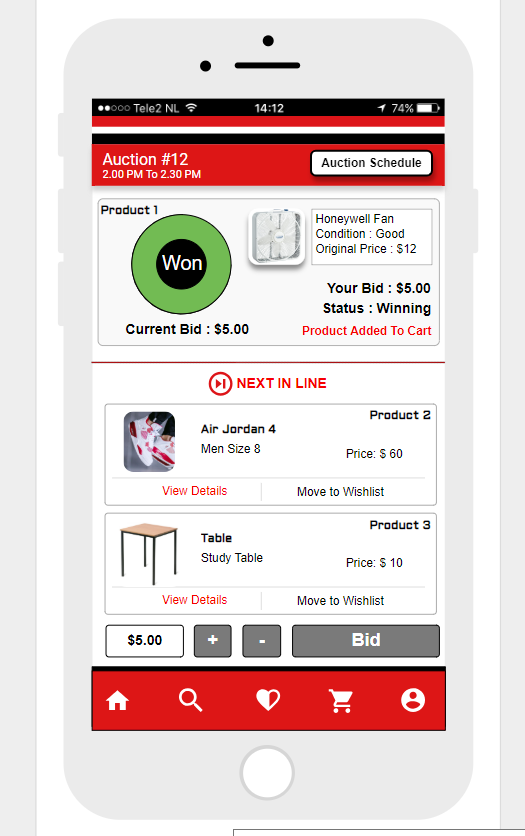 Tele2 NL 14:12 74%
Auction #12
2.00 PM To 2.30 PM
Auction Schedule
Product 1
Won
Current Bid : $5.00
Honeywell Fan
Condition : Good
Original Price : $12
Your Bid : $5.00
Status : Winning
Product Added To Cart
NEXT IN LINE
Product 2
Air Jordan 4
Men Size 8
Price: $ 60
View Details Move to Wishlist
Product 3
Table
Study Table
Price: $ 10
View Details Move to Wishlist
$5.00 + - Bid